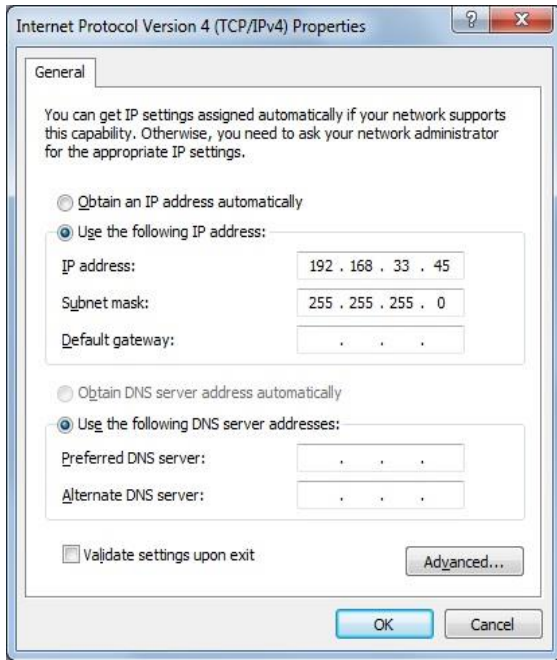 Internet Protocol Version 4 (TCP/IPv4) Properties
General
You can get IP settings assigned automatically if your network supports
this capability. Otherwise, you need to ask your network administrator
for the appropriate IP settings.
Obtain an IP address automatically
Use the following IP address:
IP address: 192 . 168 . 33 . 45
Subnet mask: 255 . 255 . 255 . 0
Default gateway: . . .
Obtain DNS server address automatically
Use the following DNS server addresses:
Preferred DNS server: . . .
Alternate DNS server: . . .
Validate settings upon exit
Advanced...
OK Cancel